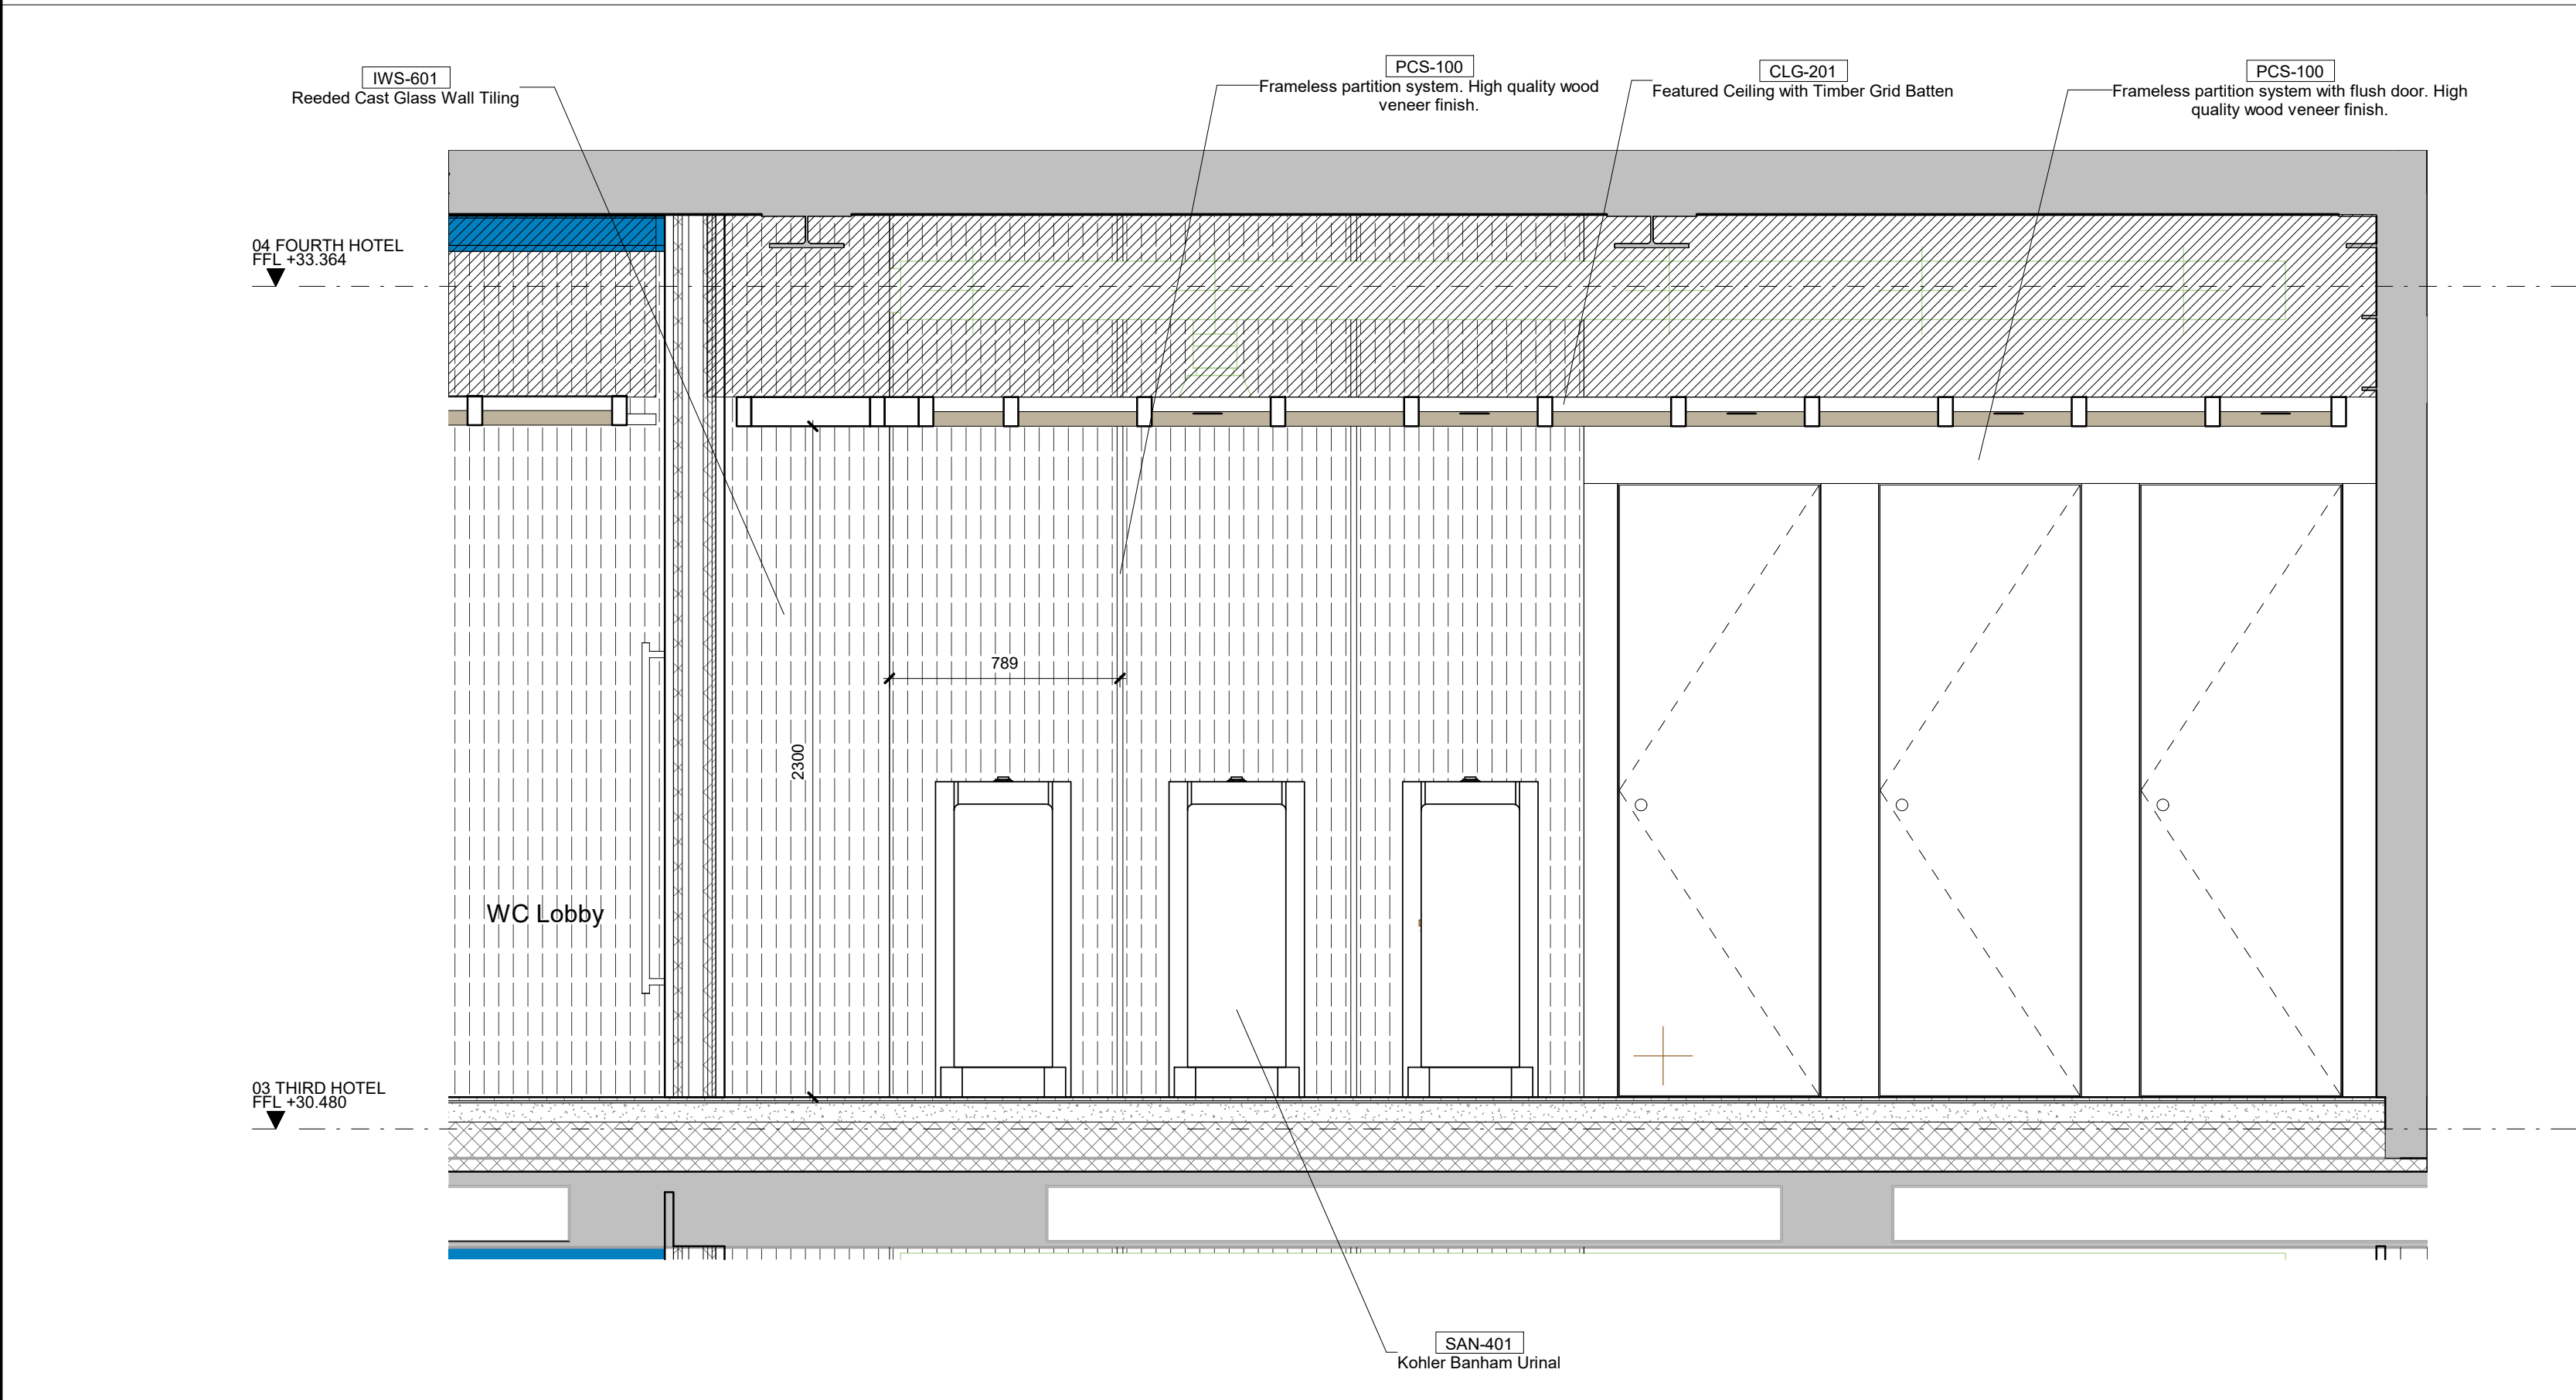 IWS-601
Reeded Cast Glass Wall Tiling
PCS-100
Frameless partition system. High quality wood
veneer finish.
CLG-201
Featured Ceiling with Timber Grid Batten
PCS-100
Frameless partition system with flush door. High
quality wood veneer finish.
04 FOURTH HOTEL
FFL +33.364
789
2300
WC Lobby
03 THIRD HOTEL
FFL +30.480
SAN-401
Kohler Banham Urinal